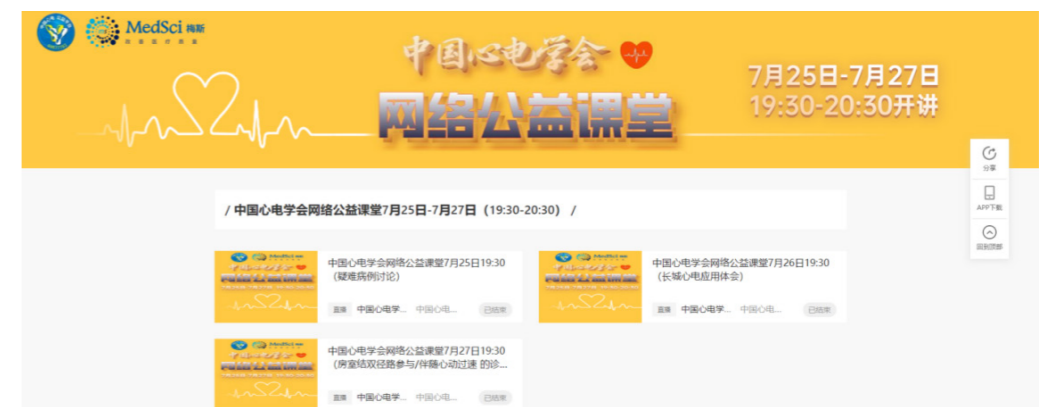 MedSci 梅斯
中国心电学会
网络公益课堂
7月25日-7月27日
19:30-20:30开讲
分享
APP下载
回到顶部
/ 中国心电学会网络公益课堂7月25日-7月27日（19:30-20:30） /
中国心电学会网络公益课堂7月25日19:30
（疑难病例讨论）
直播 中国心电学... 中国心电... 已结束
中国心电学会网络公益课堂7月26日19:30
（长城心电应用体会）
直播 中国心电学... 中国心电... 已结束
中国心电学会网络公益课堂7月27日19:30
（房室结双径路参与/伴随心动过速 的诊...
直播 中国心电学... 中国心电... 已结束